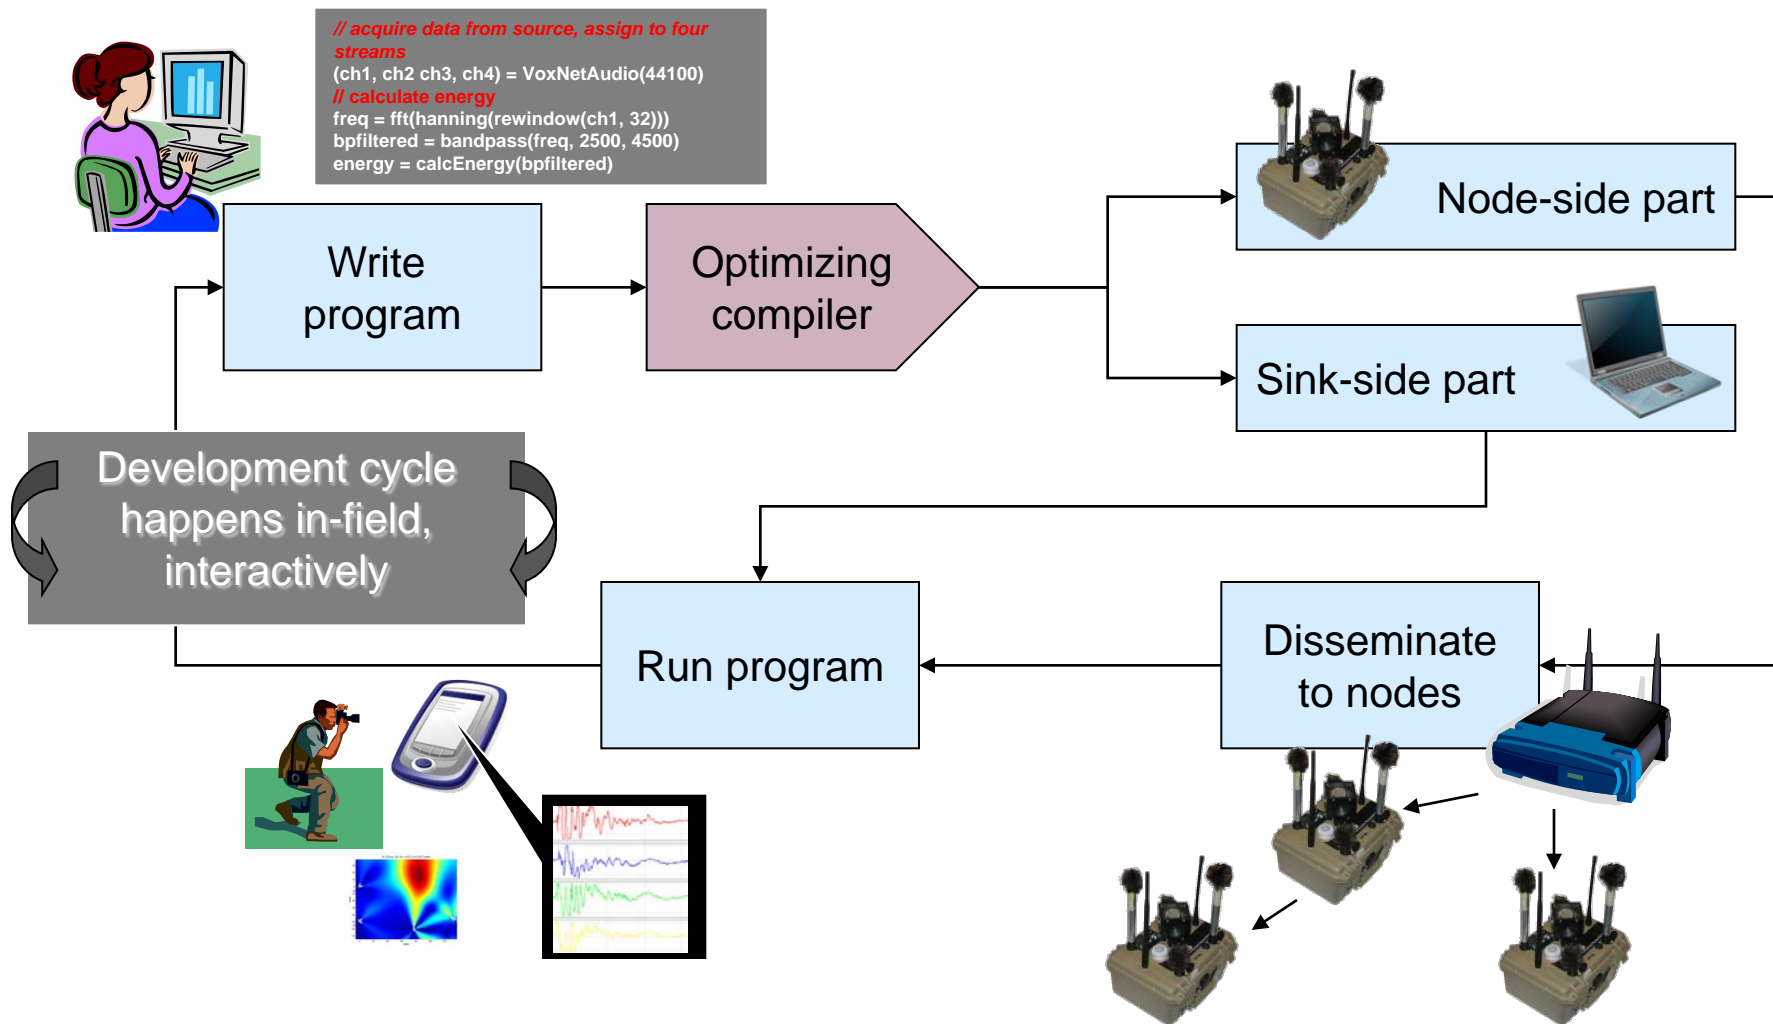 // acquire data from source, assign to four
streams
(ch1, ch2 ch3, ch4) = VoxNetAudio(44100)
// calculate energy
freq = fft(hanning(rewindow(ch1, 32)))
bpfiltered = bandpass(freq, 2500, 4500)
energy = calcEnergy(bpfiltered)
Write
program
Optimizing
compiler
Node-side part
Sink-side part
Development cycle
happens in-field,
interactively
Run program
Disseminate
to nodes